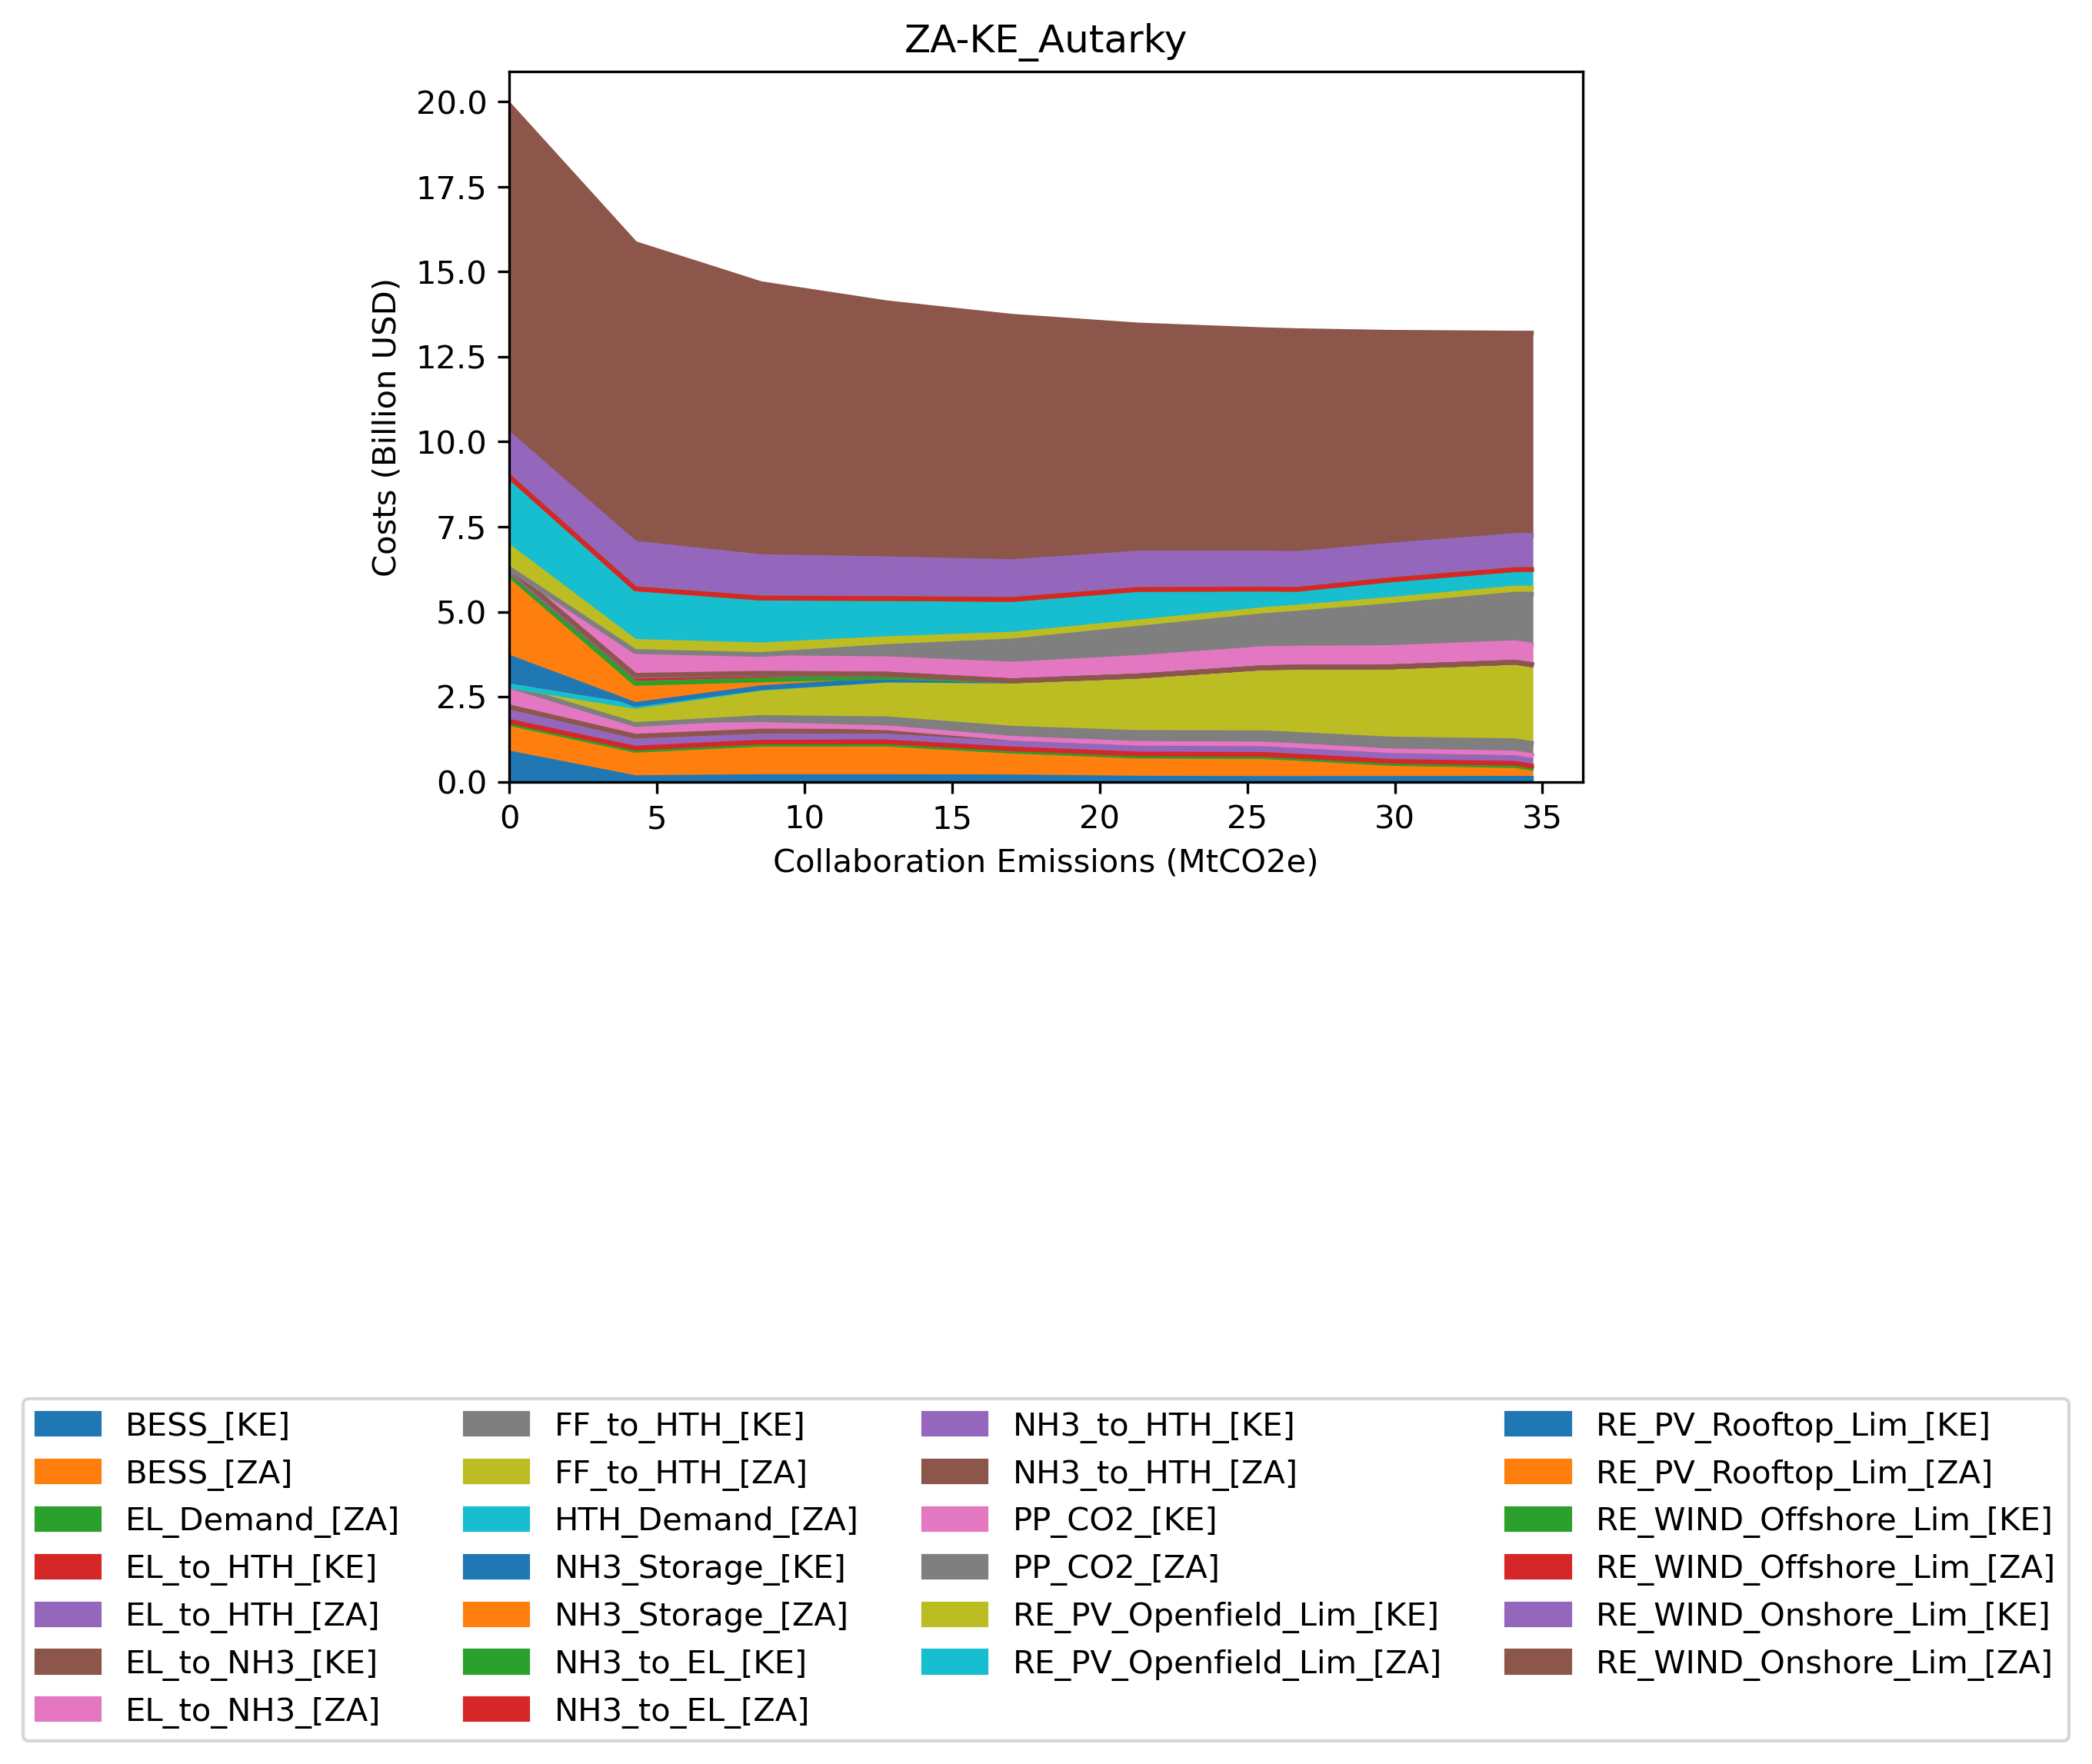 ZA-KE_Autarky
Costs (Billion USD)
20.0
17.5
15.0
12.5
10.0
7.5
5.0
2.5
0.0
0 5 10 15 20 25 30 35
Collaboration Emissions (MtCO2e)
BESS_[KE]
BESS_[ZA]
EL_Demand_[ZA]
EL_to_HTH_[KE]
EL_to_HTH_[ZA]
EL_to_NH3_[KE]
EL_to_NH3_[ZA]
FF_to_HTH_[KE]
FF_to_HTH_[ZA]
HTH_Demand_[ZA]
NH3_Storage_[KE]
NH3_Storage_[ZA]
NH3_to_EL_[KE]
NH3_to_EL_[ZA]
NH3_to_HTH_[KE]
NH3_to_HTH_[ZA]
PP_CO2_[KE]
PP_CO2_[ZA]
RE_PV_Openfield_Lim_[KE]
RE_PV_Openfield_Lim_[ZA]
RE_PV_Rooftop_Lim_[KE]
RE_PV_Rooftop_Lim_[ZA]
RE_WIND_Offshore_Lim_[KE]
RE_WIND_Offshore_Lim_[ZA]
RE_WIND_Onshore_Lim_[KE]
RE_WIND_Onshore_Lim_[ZA]